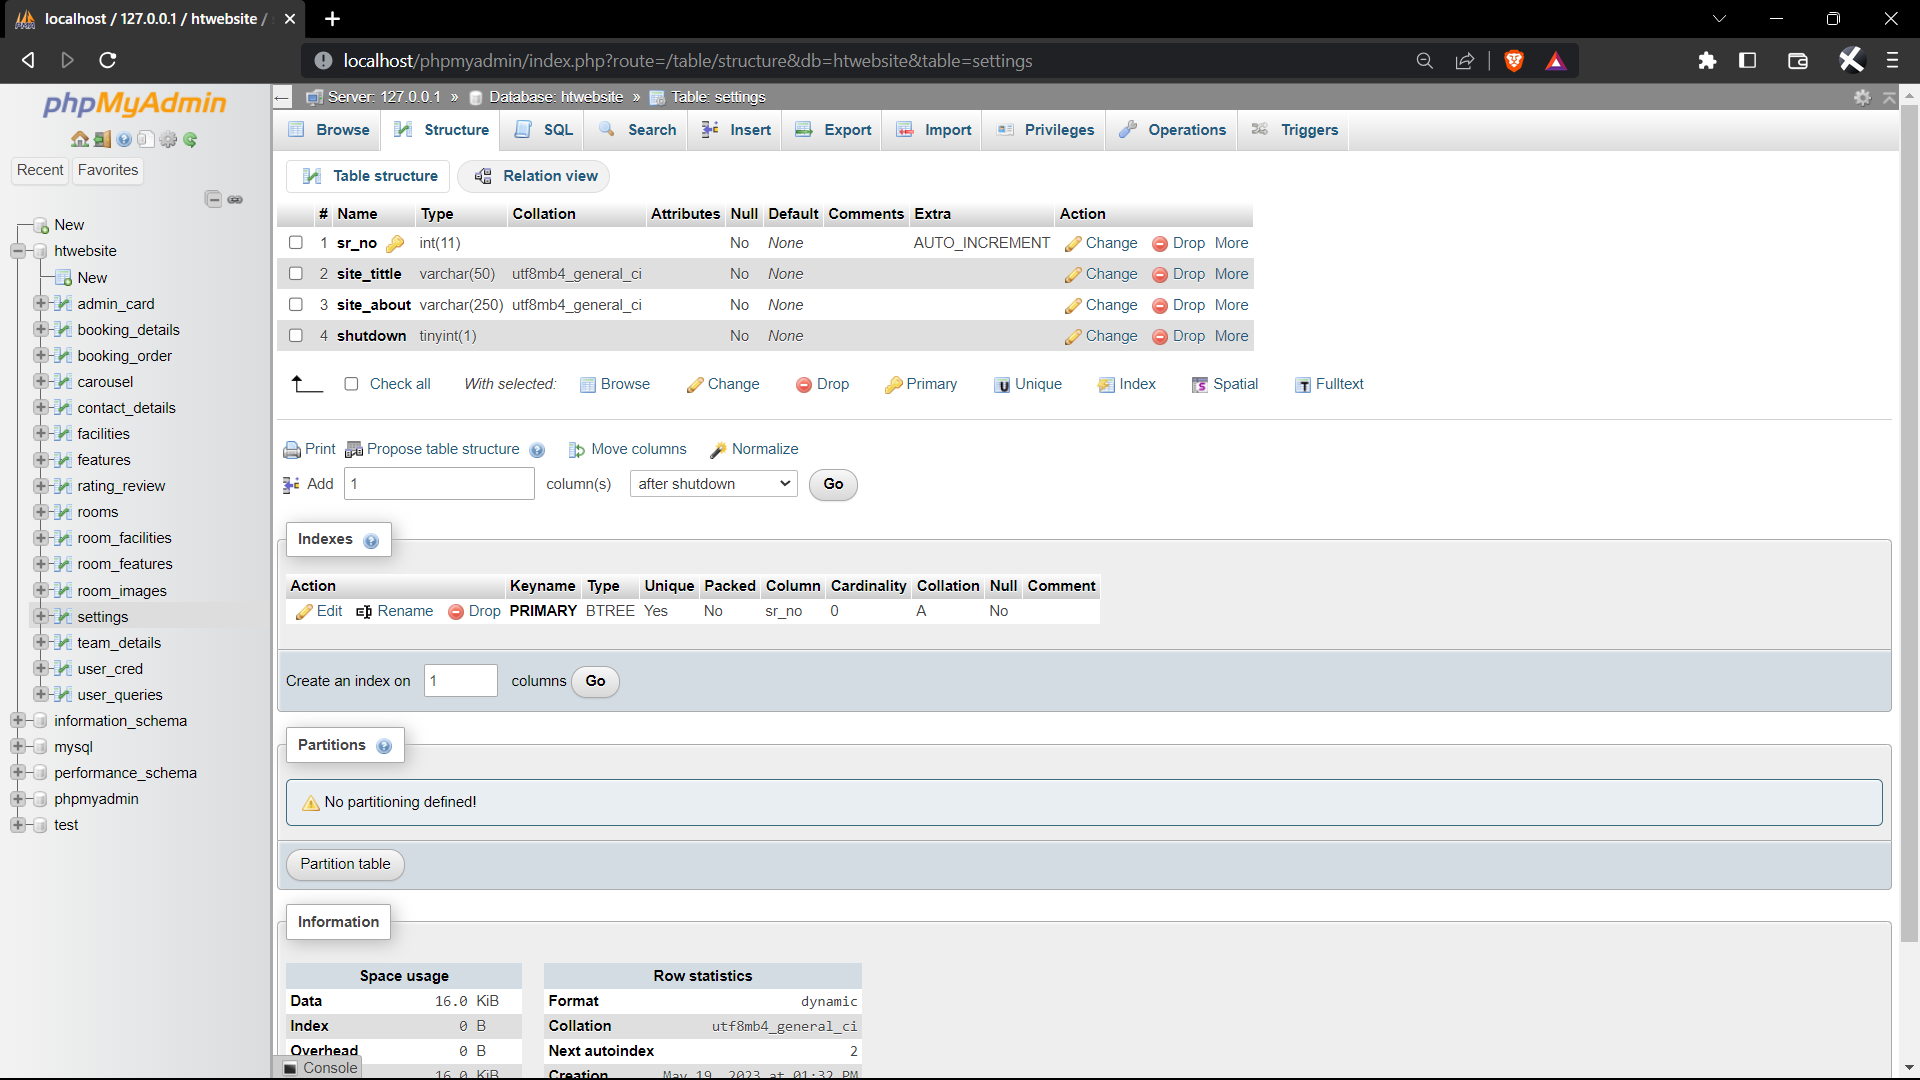 localhost / 127.0.0.1 / htwebsite /
localhost/phpmyadmin/index.php?route=/table/structure&db=htwebsite&table=settings
phpMyAdmin
Recent Favorites
New
htwebsite
New
admin_card
booking_details
booking_order
carousel
contact_details
facilities
features
rating_review
rooms
room_facilities
room_features
room_images
settings
team_details
user_cred
user_queries
information_schema
mysql
performance_schema
phpmyadmin
test
Server: 127.0.0.1 » Database: htwebsite » Table: settings
Browse Structure SQL Search Insert Export Import Privileges Operations Triggers
Table structure Relation view
# Name Type Collation Attributes Null Default Comments Extra Action
1 sr_no int(11) No None AUTO_INCREMENT Change Drop More
2 site_tittle varchar(50) utf8mb4_general_ci No None Change Drop More
3 site_about varchar(250) utf8mb4_general_ci No None Change Drop More
4 shutdown tinyint(1) No None Change Drop More
Check all With selected: Browse Change Drop Primary Unique Index Spatial Fulltext
Print Propose table structure Move columns Normalize
Add 1 column(s) after shutdown Go
Indexes
Action Keyname Type Unique Packed Column Cardinality Collation Null Comment
Edit Rename Drop PRIMARY BTREE Yes No sr_no 0 A No
Create an index on 1 columns Go
Partitions
No partitioning defined!
Partition table
Information
Space usage
Data 16.0 KiB
Index 0 B
Overhead 0 B
16.0 KiB
Row statistics
Format dynamic
Collation utf8mb4_general_ci
Next autoindex 2
Creation May 19, 2023 at 01:32 PM
Console